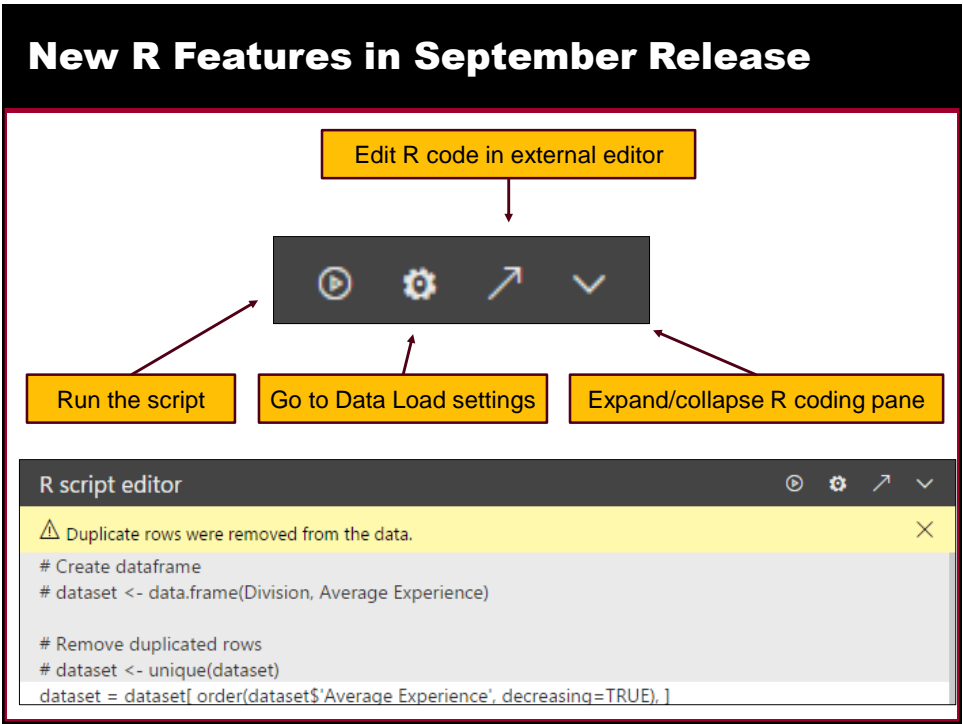 New R Features in September Release
Edit R code in external editor
Run the script
Go to Data Load settings
Expand/collapse R coding pane
R script editor
Duplicate rows were removed from the data.
# Create dataframe
# dataset <- data.frame(Division, Average Experience)
# Remove duplicated rows
# dataset <- unique(dataset)
dataset = dataset[ order(dataset$'Average Experience', decreasing=TRUE), ]